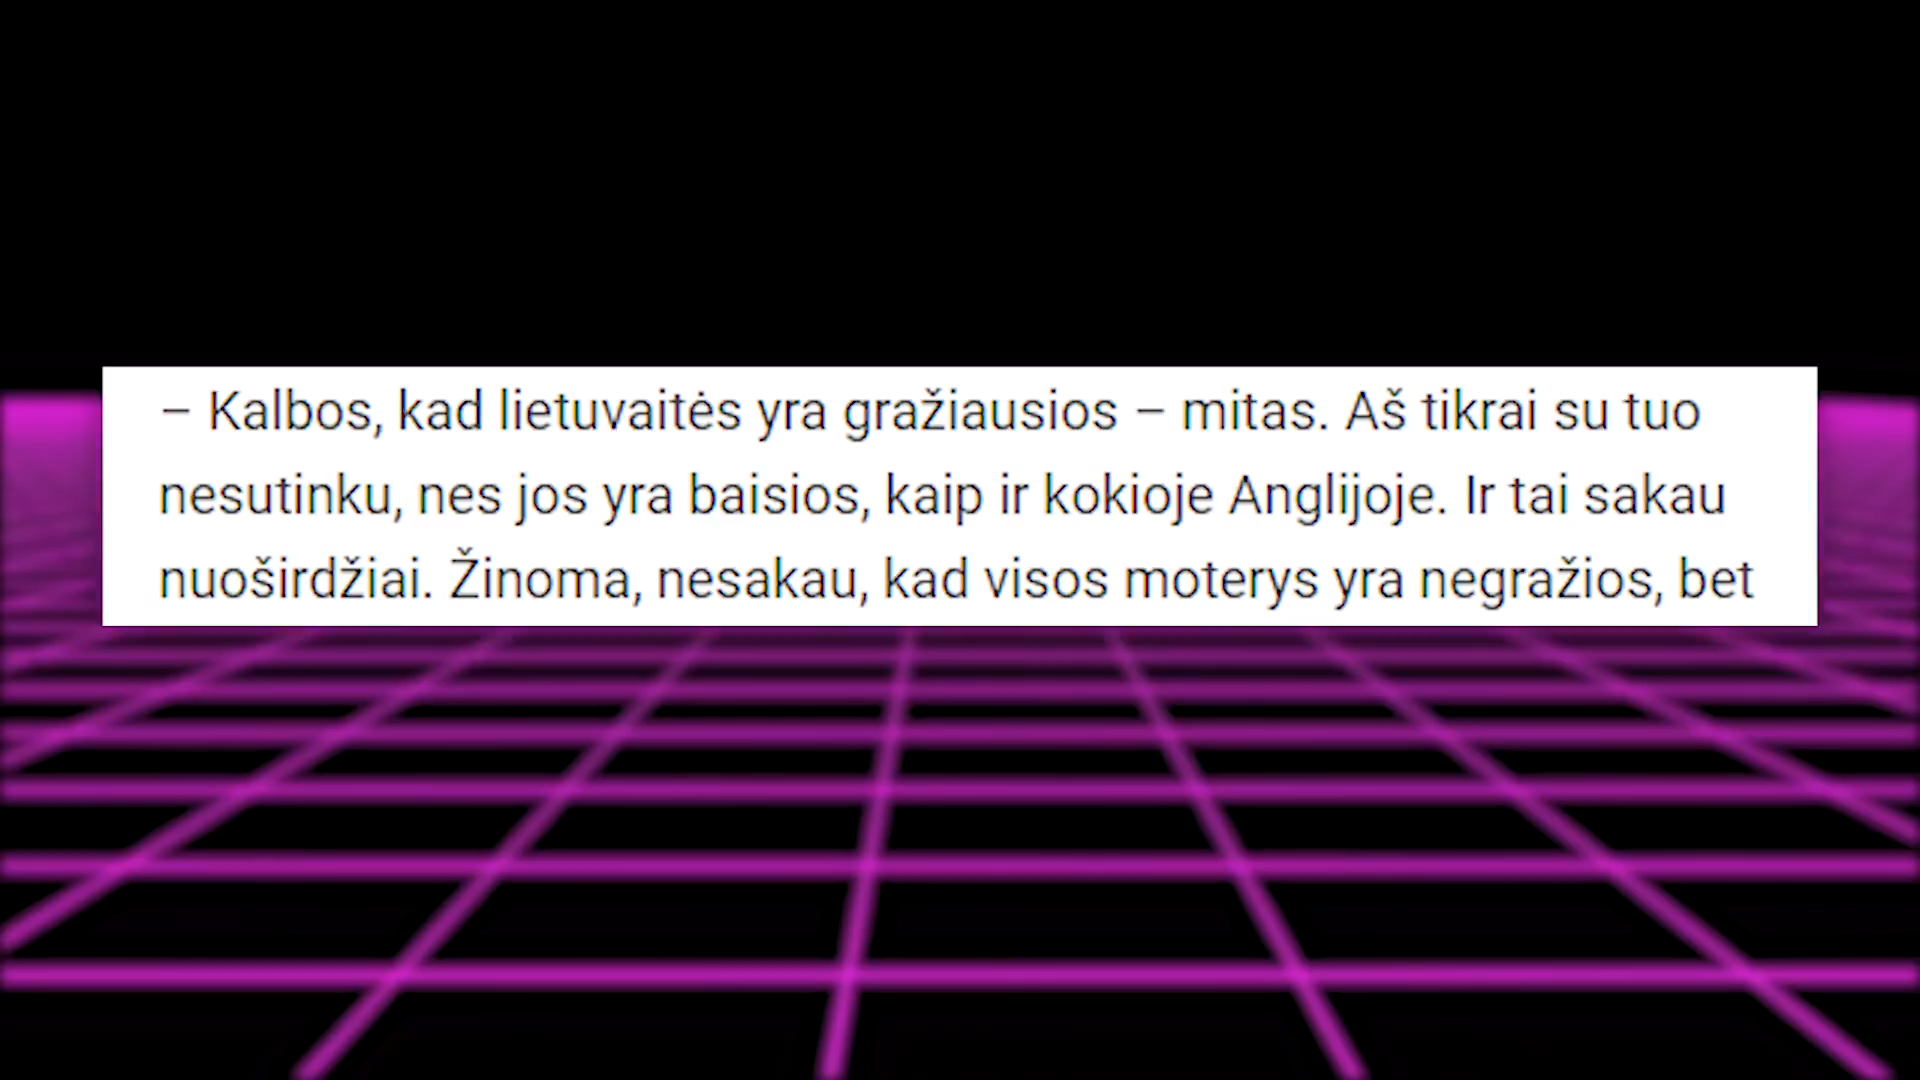 – Kalbos, kad lietuvaitės yra gražiausios – mitas. Aš tikrai su tuo
nesutinku, nes jos yra baisios, kaip ir kokioje Anglijoje. Ir tai sakau
nuoširdžiai. Žinoma, nesakau, kad visos moterys yra negražios, bet